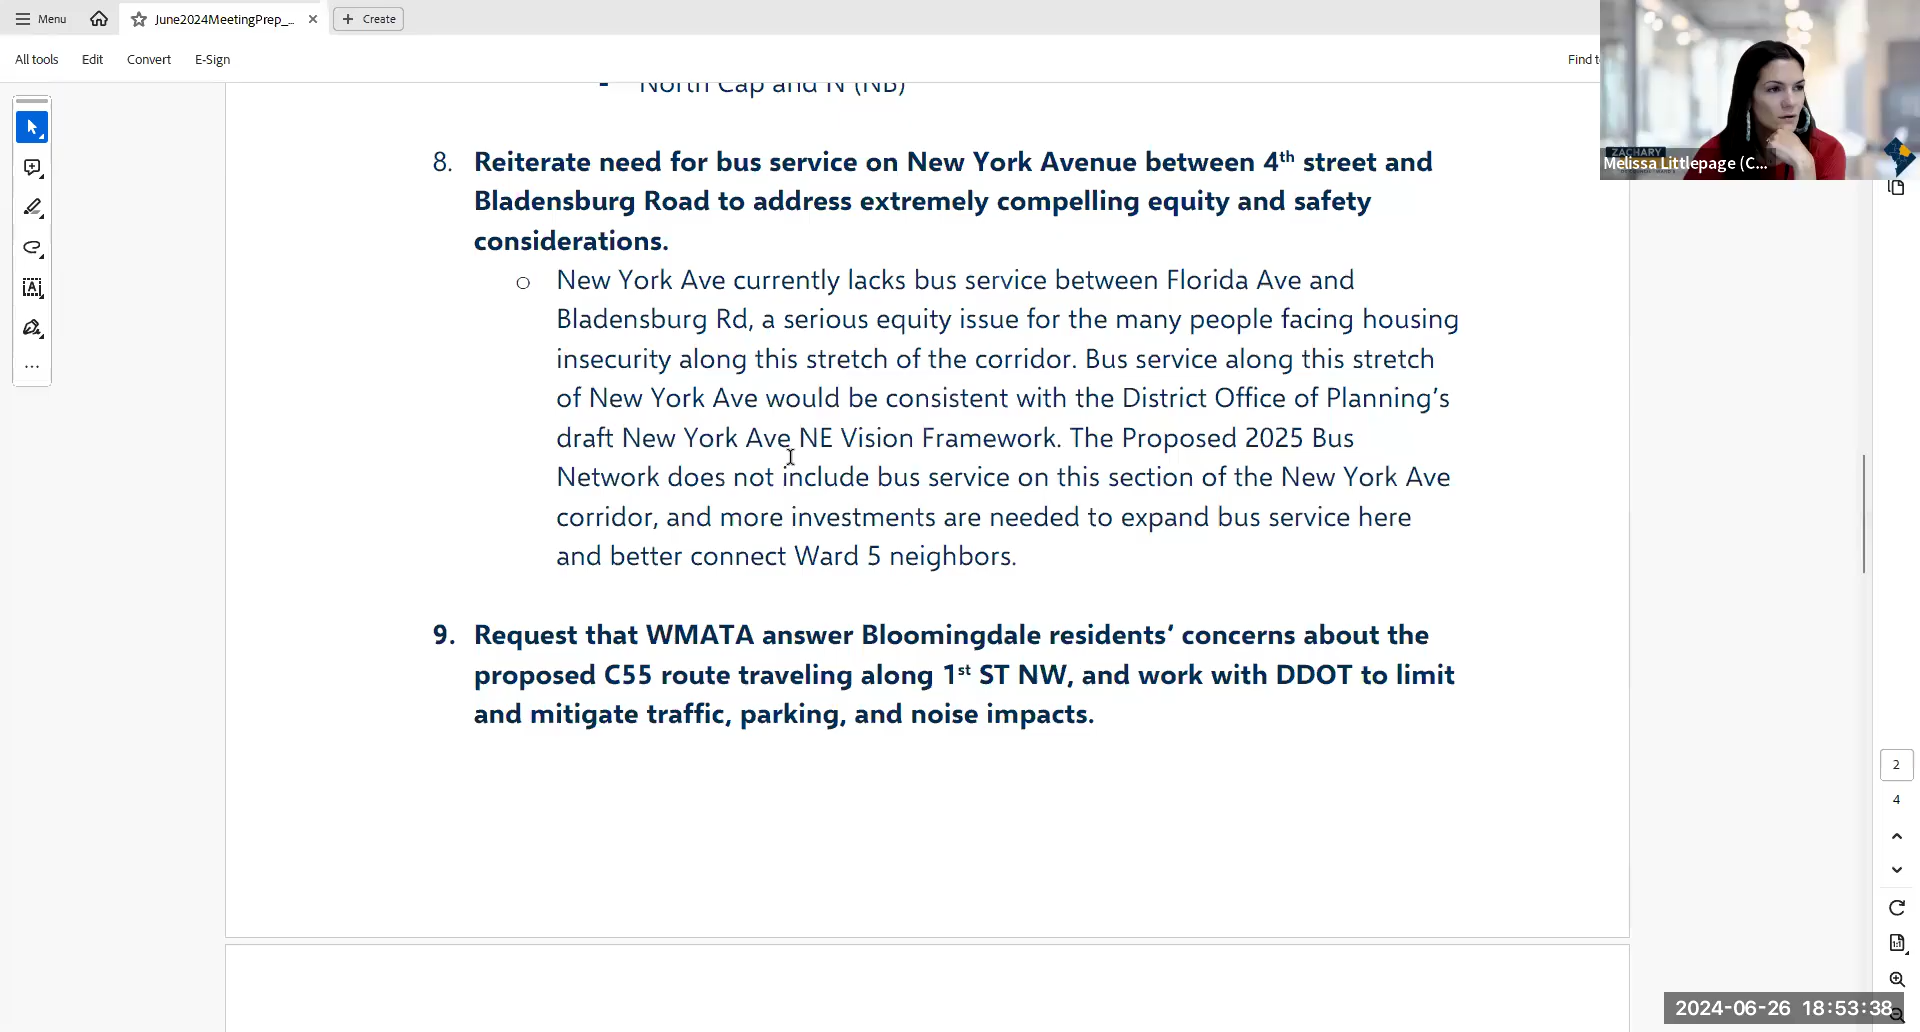 Menu
June2024MeetingPrep_...
Create
All tools
Edit
Convert
E-Sign
Find t
ZACHARY
Melissa Littlepage (C...
- North Cap and N (NB)
8. Reiterate need for bus service on New York Avenue between 4th street and
Bladensburg Road to address extremely compelling equity and safety
considerations.
○ New York Ave currently lacks bus service between Florida Ave and
Bladensburg Rd, a serious equity issue for the many people facing housing
insecurity along this stretch of the corridor. Bus service along this stretch
of New York Ave would be consistent with the District Office of Planning’s
draft New York Ave NE Vision Framework. The Proposed 2025 Bus
Network does not include bus service on this section of the New York Ave
corridor, and more investments are needed to expand bus service here
and better connect Ward 5 neighbors.
9. Request that WMATA answer Bloomingdale residents’ concerns about the
proposed C55 route traveling along 1st ST NW, and work with DDOT to limit
and mitigate traffic, parking, and noise impacts.
2
4
2024-06-26 18:53:38